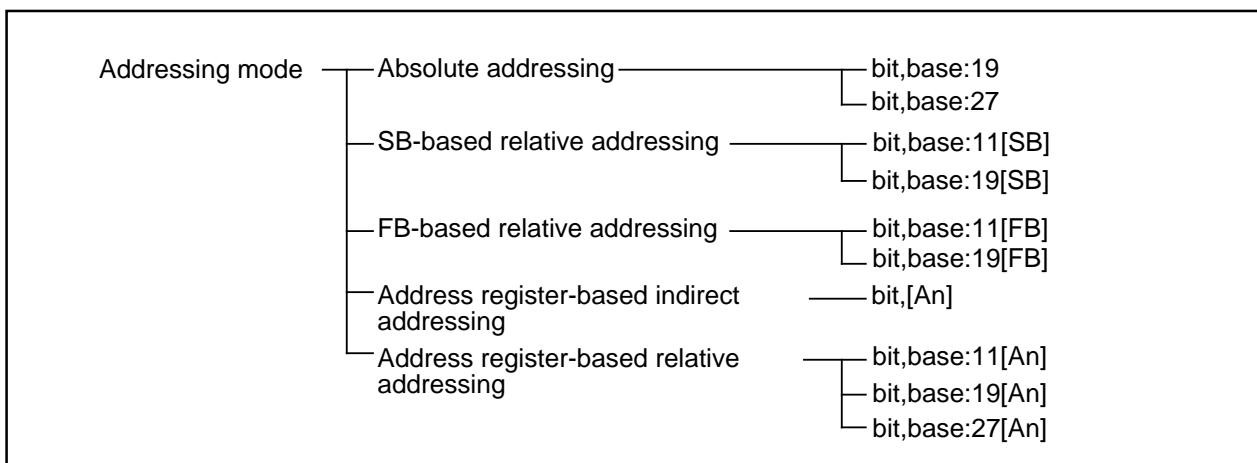 Addressing mode
Absolute addressing
bit,base:19
bit,base:27
SB-based relative addressing
bit,base:11[SB]
bit,base:19[SB]
FB-based relative addressing
bit,base:11[FB]
bit,base:19[FB]
Address register-based indirect
addressing
bit,[An]
Address register-based relative
addressing
bit,base:11[An]
bit,base:19[An]
bit,base:27[An]